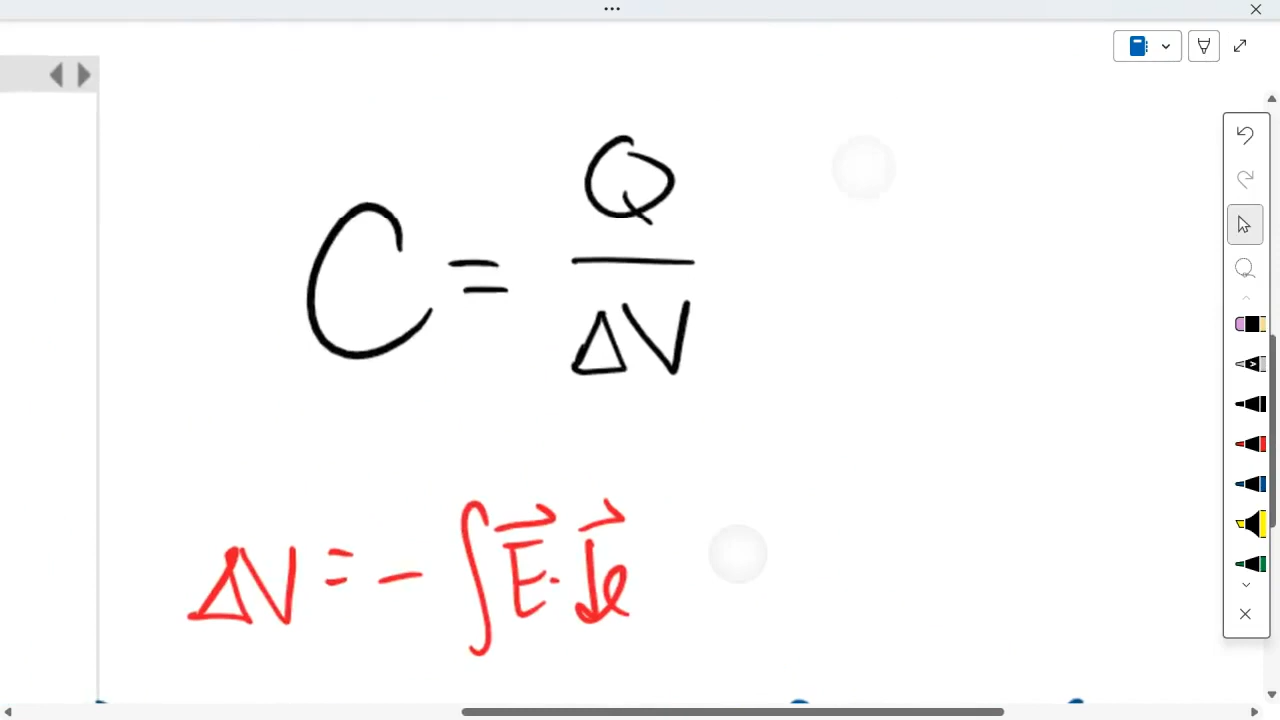 C = Q / ΔV
ΔV = - ∫ E⃗ · dℓ⃗